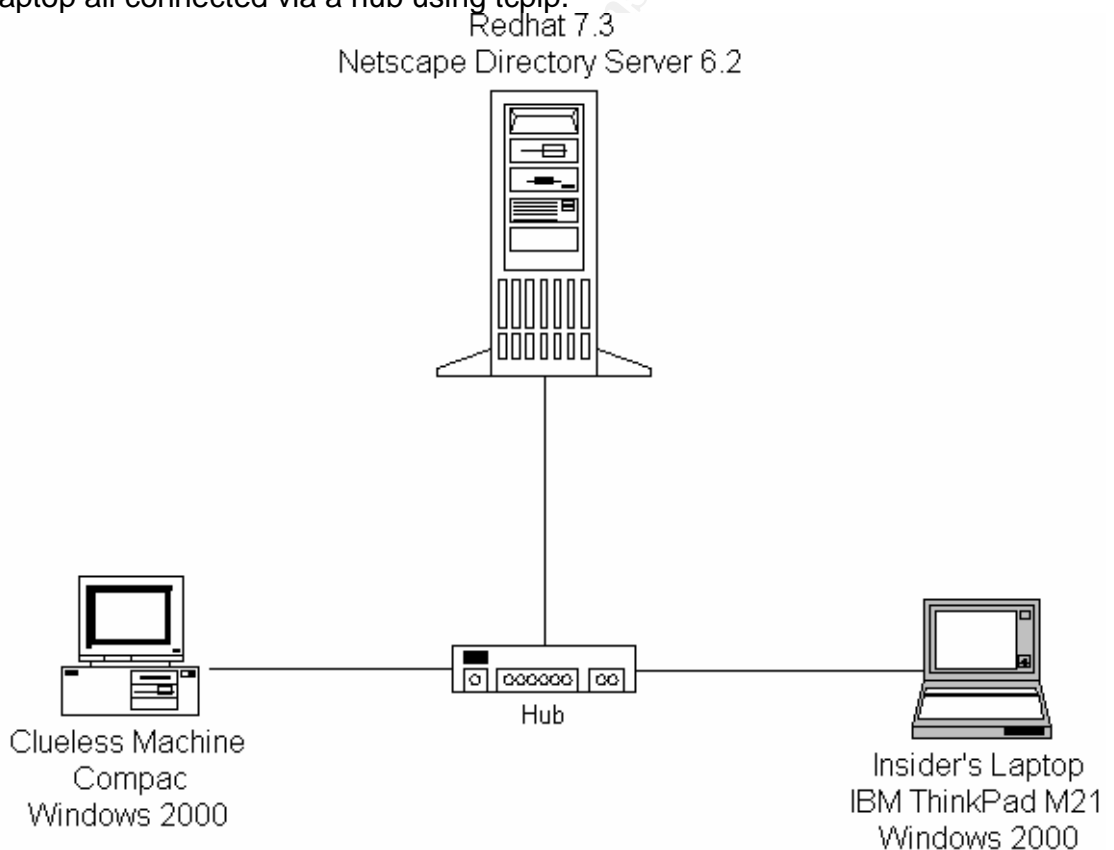 laptop all connected via a hub using tcpip.
Redhat 7.3
Netscape Directory Server 6.2
Hub
Clueless Machine
Compac
Windows 2000
Insider's Laptop
IBM ThinkPad M21
Windows 2000